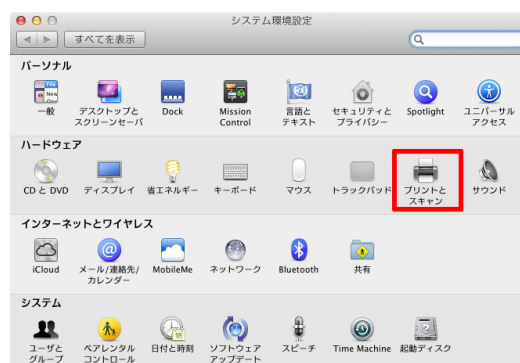 システム環境設定
すべてを表示
パーソナル
File
New
One
一般
デスクトップと
スクリーンセーバ
Dock
Mission
Control
言語と
テキスト
セキュリティと
プライバシー
Spotlight
ユニバーサル
アクセス
ハードウェア
CD と DVD
ディスプレイ
省エネルギー
キーボード
マウス
トラックパッド
プリントと
スキャン
サウンド
インターネットとワイヤレス
iCloud
メール/連絡先/
カレンダー
MobileMe
ネットワーク
Bluetooth
共有
システム
ユーザと
グループ
ペアレンタル
コントロール
日付と時刻
ソフトウェア
アップデート
スピーチ
Time Machine
起動ディスク